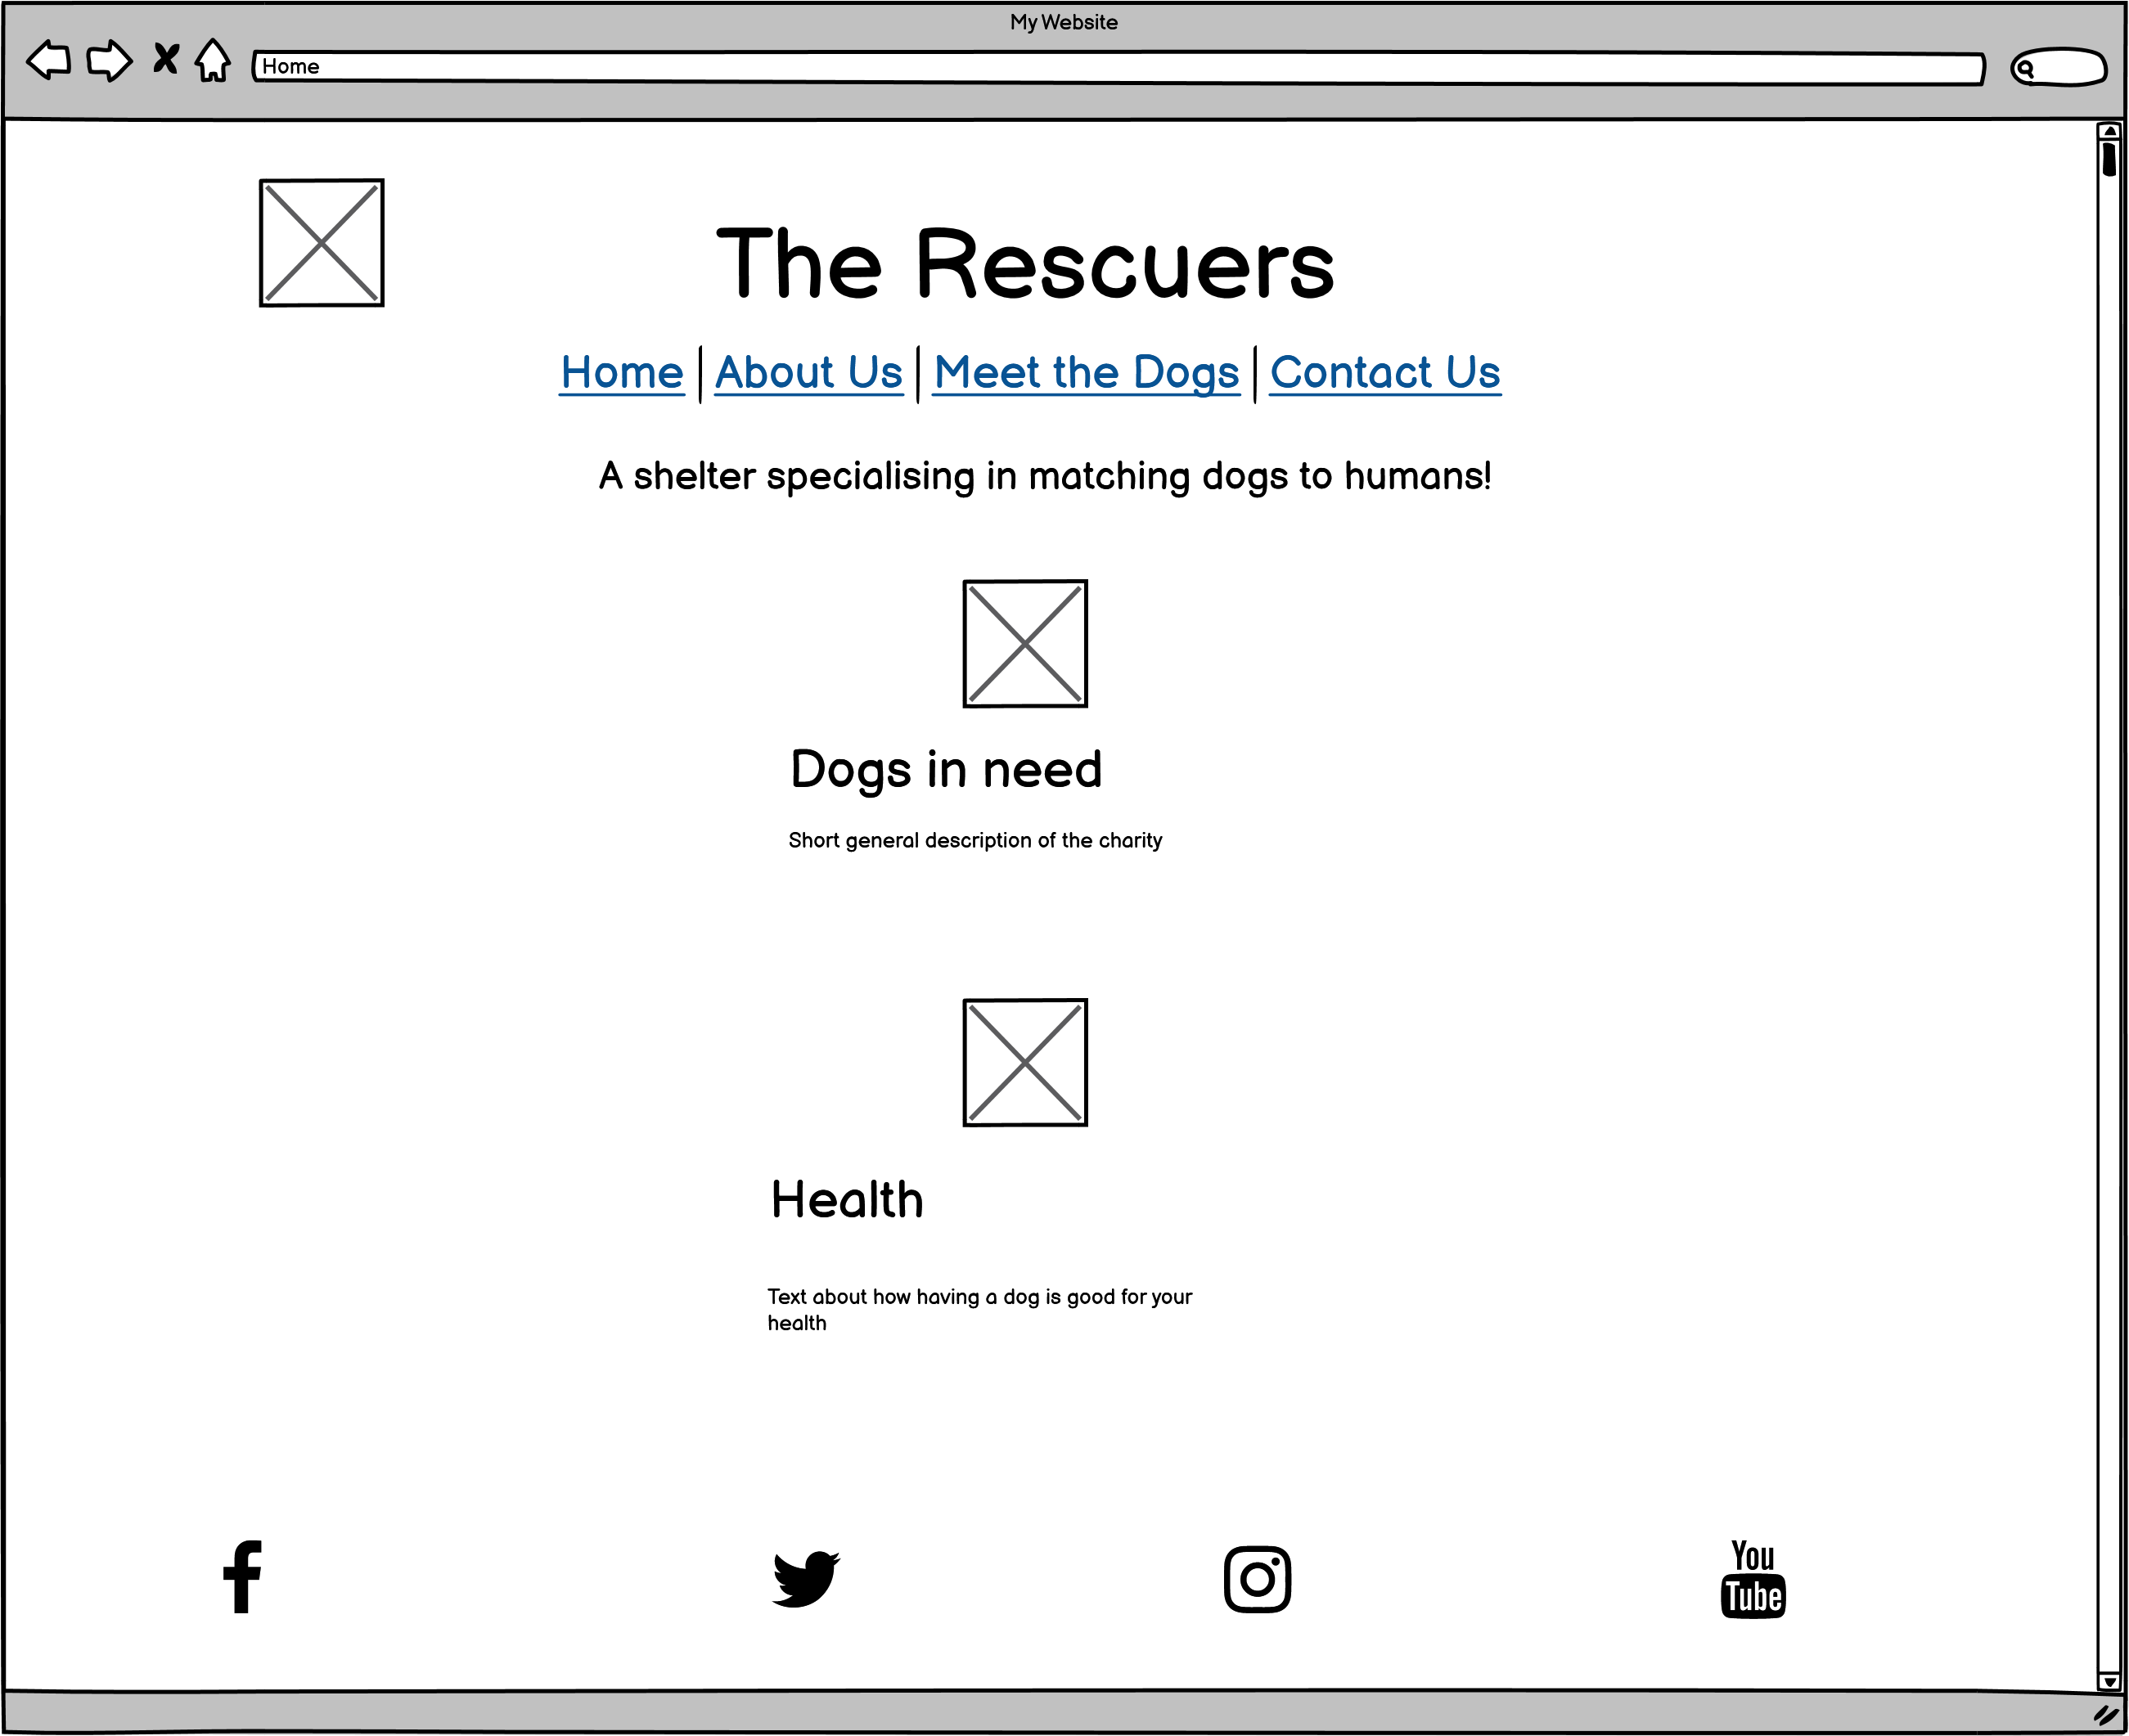 My Website
Home
The Rescuers
Home | About Us | Meet the Dogs | Contact Us
A shelter specialising in matching dogs to humans!
Dogs in need
Short general description of the charity
Health
Text about how having a dog is good for your
health
You
Tube